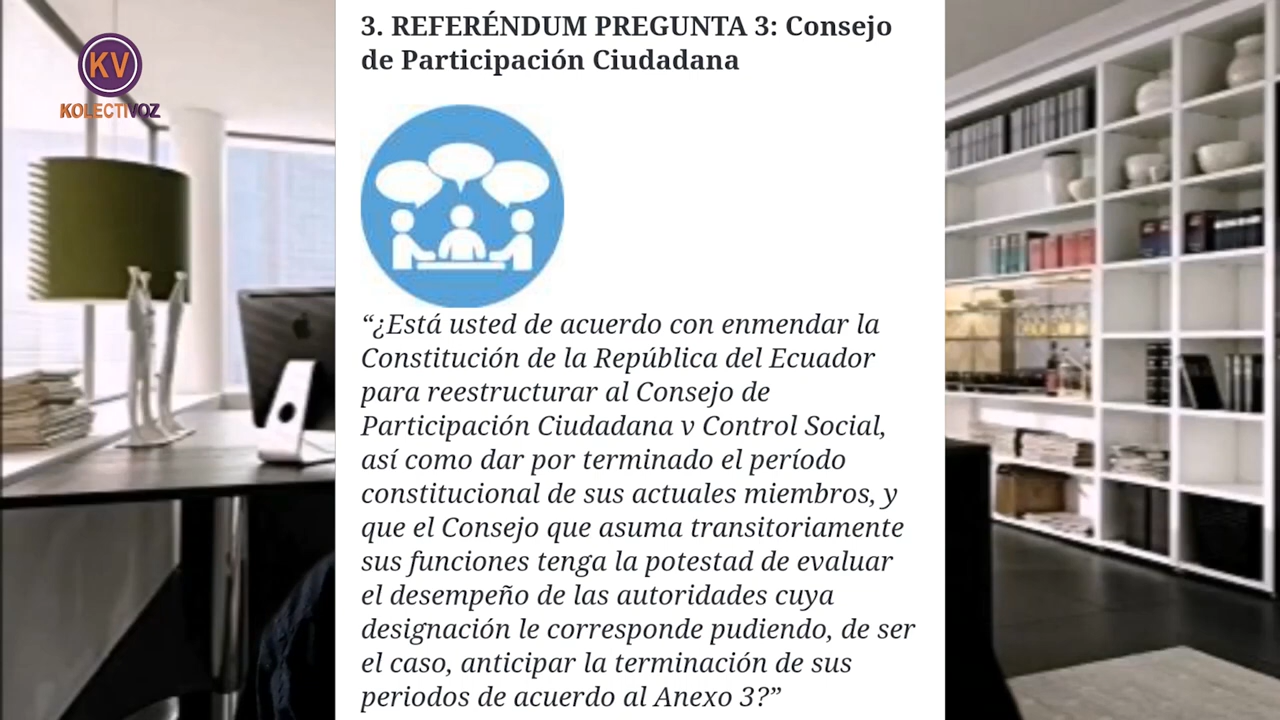 KV
KOLECTIVOZ
3. REFERÉNDUM PREGUNTA 3: Consejo
de Participación Ciudadana
“¿Está usted de acuerdo con enmendar la
Constitución de la República del Ecuador
para reestructurar al Consejo de
Participación Ciudadana v Control Social,
así como dar por terminado el período
constitucional de sus actuales miembros, y
que el Consejo que asuma transitoriamente
sus funciones tenga la potestad de evaluar
el desempeño de las autoridades cuya
designación le corresponde pudiendo, de ser
el caso, anticipar la terminación de sus
periodos de acuerdo al Anexo 3?”